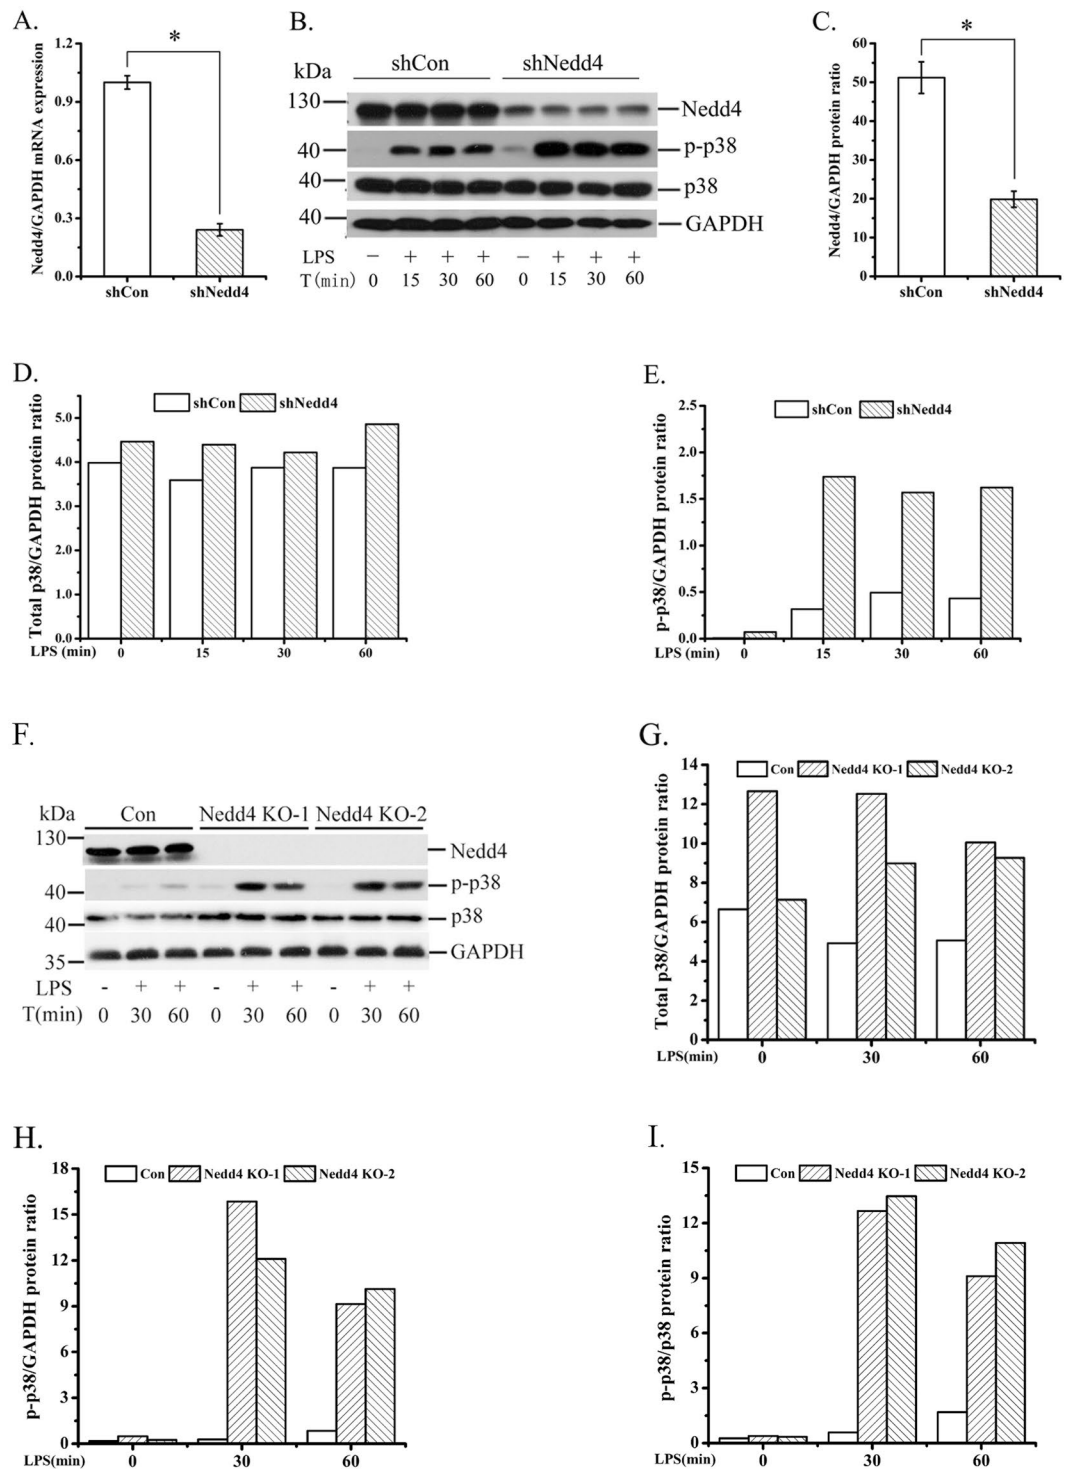 A.
Nedd4/GAPDH mRNA expression
1.2
0.9
0.6
0.3
0.0
*
shCon shNedd4
B.
kDa shCon shNedd4
130 Nedd4
40 p-p38
40 p38
40 GAPDH
LPS − + + + − + + +
T(min) 0 15 30 60 0 15 30 60
C.
Nedd4/GAPDH protein ratio
60
50
40
30
20
10
0
*
shCon shNedd4
D.
Total p38/GAPDH protein ratio
shCon shNedd4
5.0
4.0
3.0
2.0
1.0
0.0
LPS (min) 0 15 30 60
E.
p-p38/GAPDH protein ratio
shCon shNedd4
2.5
2.0
1.5
1.0
0.5
0.0
LPS (min) 0 15 30 60
F.
kDa Con Nedd4 KO-1 Nedd4 KO-2
130 Nedd4
40 p-p38
40 p38
35 GAPDH
LPS - + + - + + - + +
T(min) 0 30 60 0 30 60 0 30 60
G.
Total p38/GAPDH protein ratio
Con Nedd4 KO-1 Nedd4 KO-2
14
12
10
8
6
4
2
0
LPS(min) 0 30 60
H.
p-p38/GAPDH protein ratio
Con Nedd4 KO-1 Nedd4 KO-2
18
15
12
9
6
3
0
LPS(min) 0 30 60
I.
p-p38/p38 protein ratio
Con Nedd4 KO-1 Nedd4 KO-2
15
12
9
6
3
0
LPS(min) 0 30 60